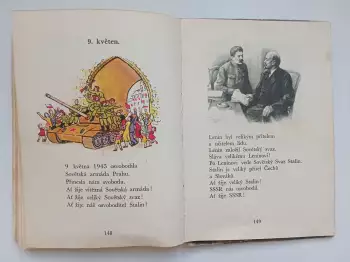 9. květen.
9 května 1945 osvobodila
Sovětská armáda Prahu.
Přinesla nám svobodu.
Ať žije vítězná Sovětská armáda!
Ať žije veliký Sovětský svaz!
Ať žije náš osvoboditel Stalin!
148
Lenin byl velikým přítelem
a učitelem lidu.
Lenin založil Sovětský svaz.
Sláva velikému Leninovi!
Po Leninovi vede Sovětský svaz Stalin.
Stalin je veliký přítel Čechů
a Slováků.
Ať žije veliký Stalin!
SSSR nás osvobodil.
Ať žije SSSR!
149